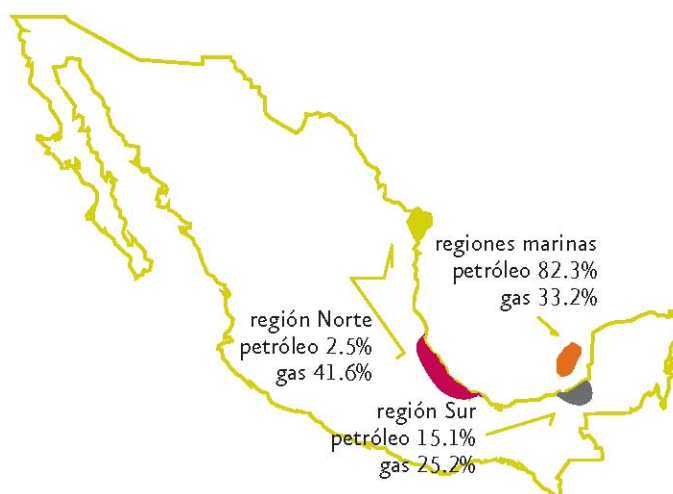 regiones marinas
petróleo 82.3%
gas 33.2%
región Norte
petróleo 2.5%
gas 41.6%
región Sur
petróleo 15.1%
gas 25.2%